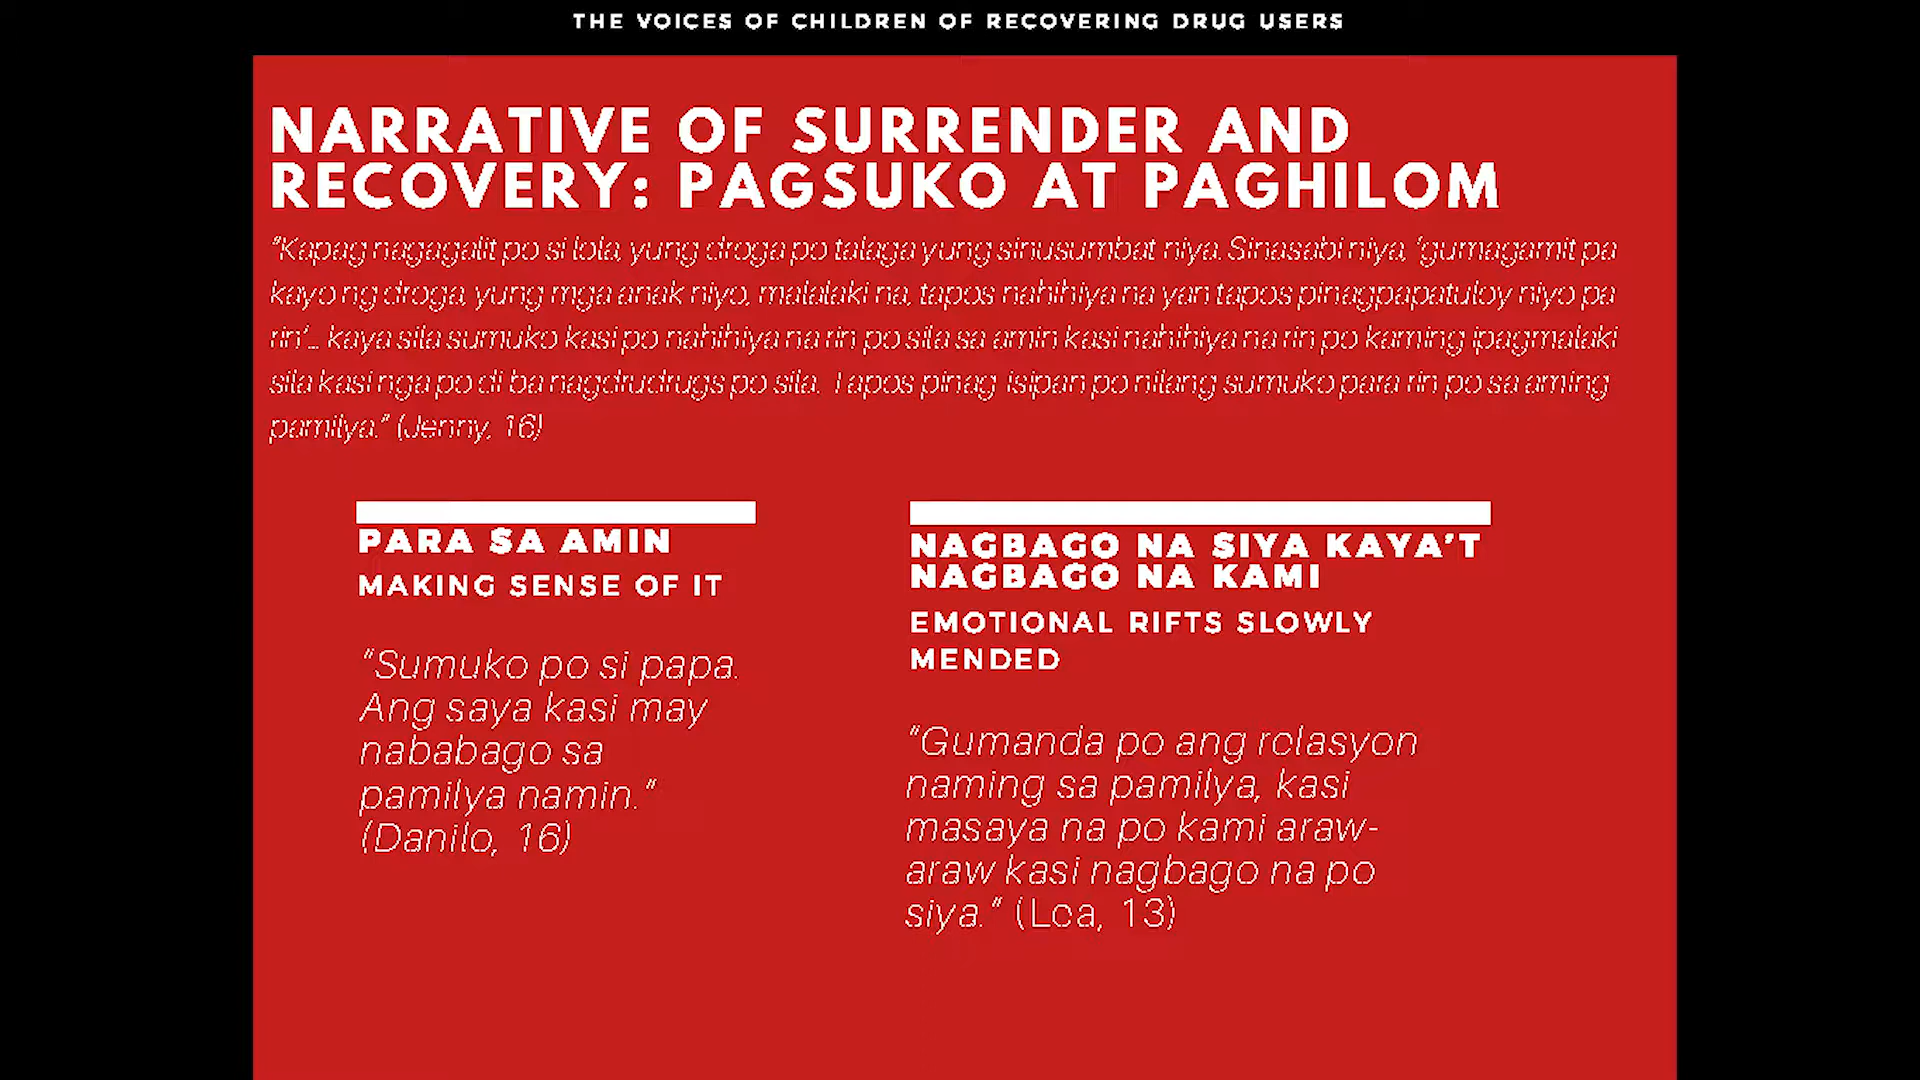 THE VOICES OF CHILDREN OF RECOVERING DRUG USERS
NARRATIVE OF SURRENDER AND
RECOVERY: PAGSUKO AT PAGHILOM
"Kapag nagagalit po si lola, yung droga po talaga yung sinusumbat niya. Sinasabi niya, 'gumagamit pa
kayo ng droga, yung mga anak niyo, malalaki na, tapos nahihiya na yan tapos pinagpapatuloy niyo pa
rin'... kaya sila sumuko kasi po nahihiya na rin po sila sa amin kasi nahihiya na rin po kaming ipagmalaki
sila kasi nga po di ba nagdrudrugs po sila. Tapos pinag-isipan po nilang sumuko para rin po sa aming
pamilya." (Jenny, 16)
PARA SA AMIN
MAKING SENSE OF IT
"Sumuko po si papa.
Ang saya kasi may
nababago sa
pamilya namin."
(Danilo, 16)
NAGBAGO NA SIYA KAYA'T
NAGBAGO NA KAMI
EMOTIONAL RIFTS SLOWLY
MENDED
"Gumanda po ang relasyon
naming sa pamilya, kasi
masaya na po kami araw-
araw kasi nagbago na po
siya." (Lea, 13)